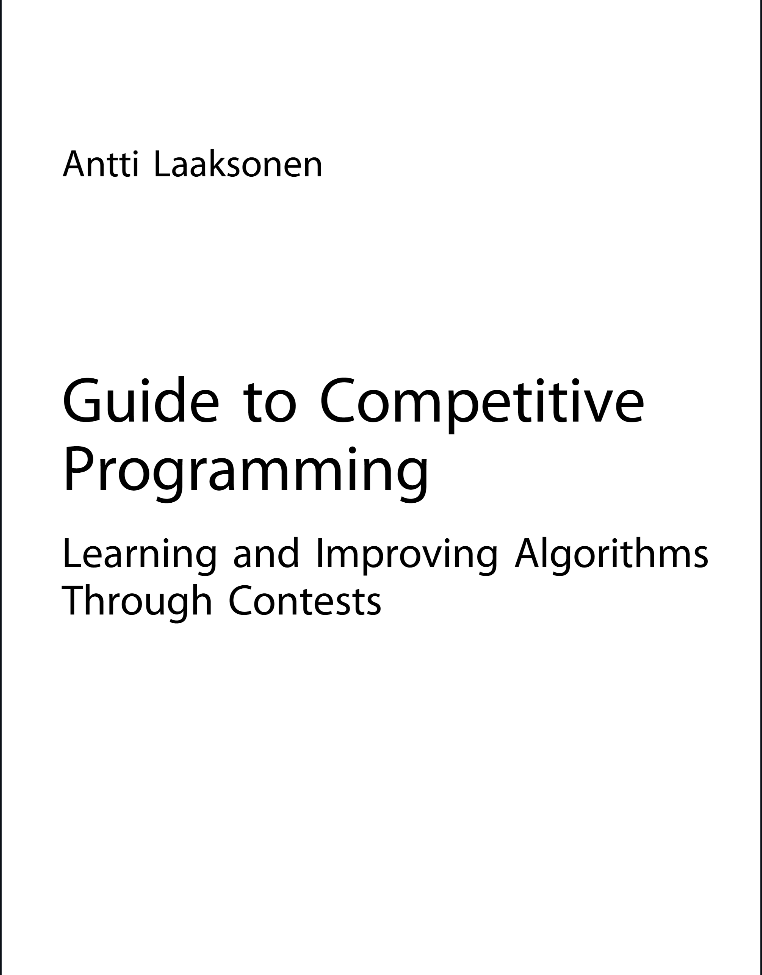 Antti Laaksonen
Guide to Competitive
Programming
Learning and Improving Algorithms
Through Contests